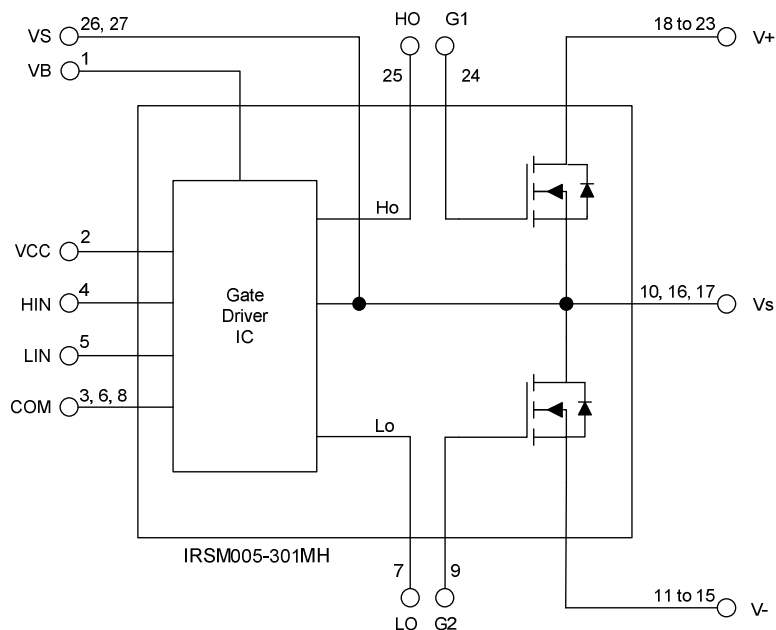 HO G1
26, 27
18 to 23
VS
V+
1
VB
25
24
Ho
VCC
2
HIN
4
Gate
Driver
IC
10, 16, 17
Vs
LIN
5
COM
3, 6, 8
Lo
IRSM005-301MH
7
9
11 to 15
V-
LO G2